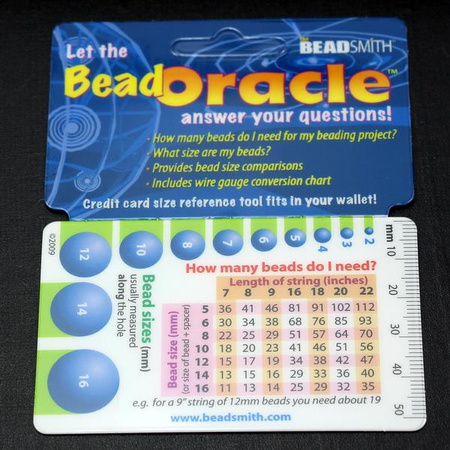 Let the
THE BEADSMITH
BeadOracle™
answer your questions!
- How many beads do I need for my beading project?
- What size are my beads?
- Provides bead size comparisons
- Includes wire gauge conversion chart
Credit card size reference tool fits in your wallet!
©2009
12
10
8
7
6
5
4
3
2
mm 10
20
30
40
50
14
16
Bead sizes (mm)
usually measured
along the hole
How many beads do I need?
Length of string (inches)
7 8 9 16 18 20 22
Bead size (mm)
(or size of bead + spacer)
5 36 41 46 81 91 102 112
6 30 34 38 68 76 85 93
8 22 25 29 51 57 64 70
10 18 20 23 41 46 51 56
12 15 17 19 34 38 42 47
14 13 15 16 29 33 36 40
16 11 13 14 25 29 32 35
e.g. for a 9" string of 12mm beads you need about 19
www.beadsmith.com